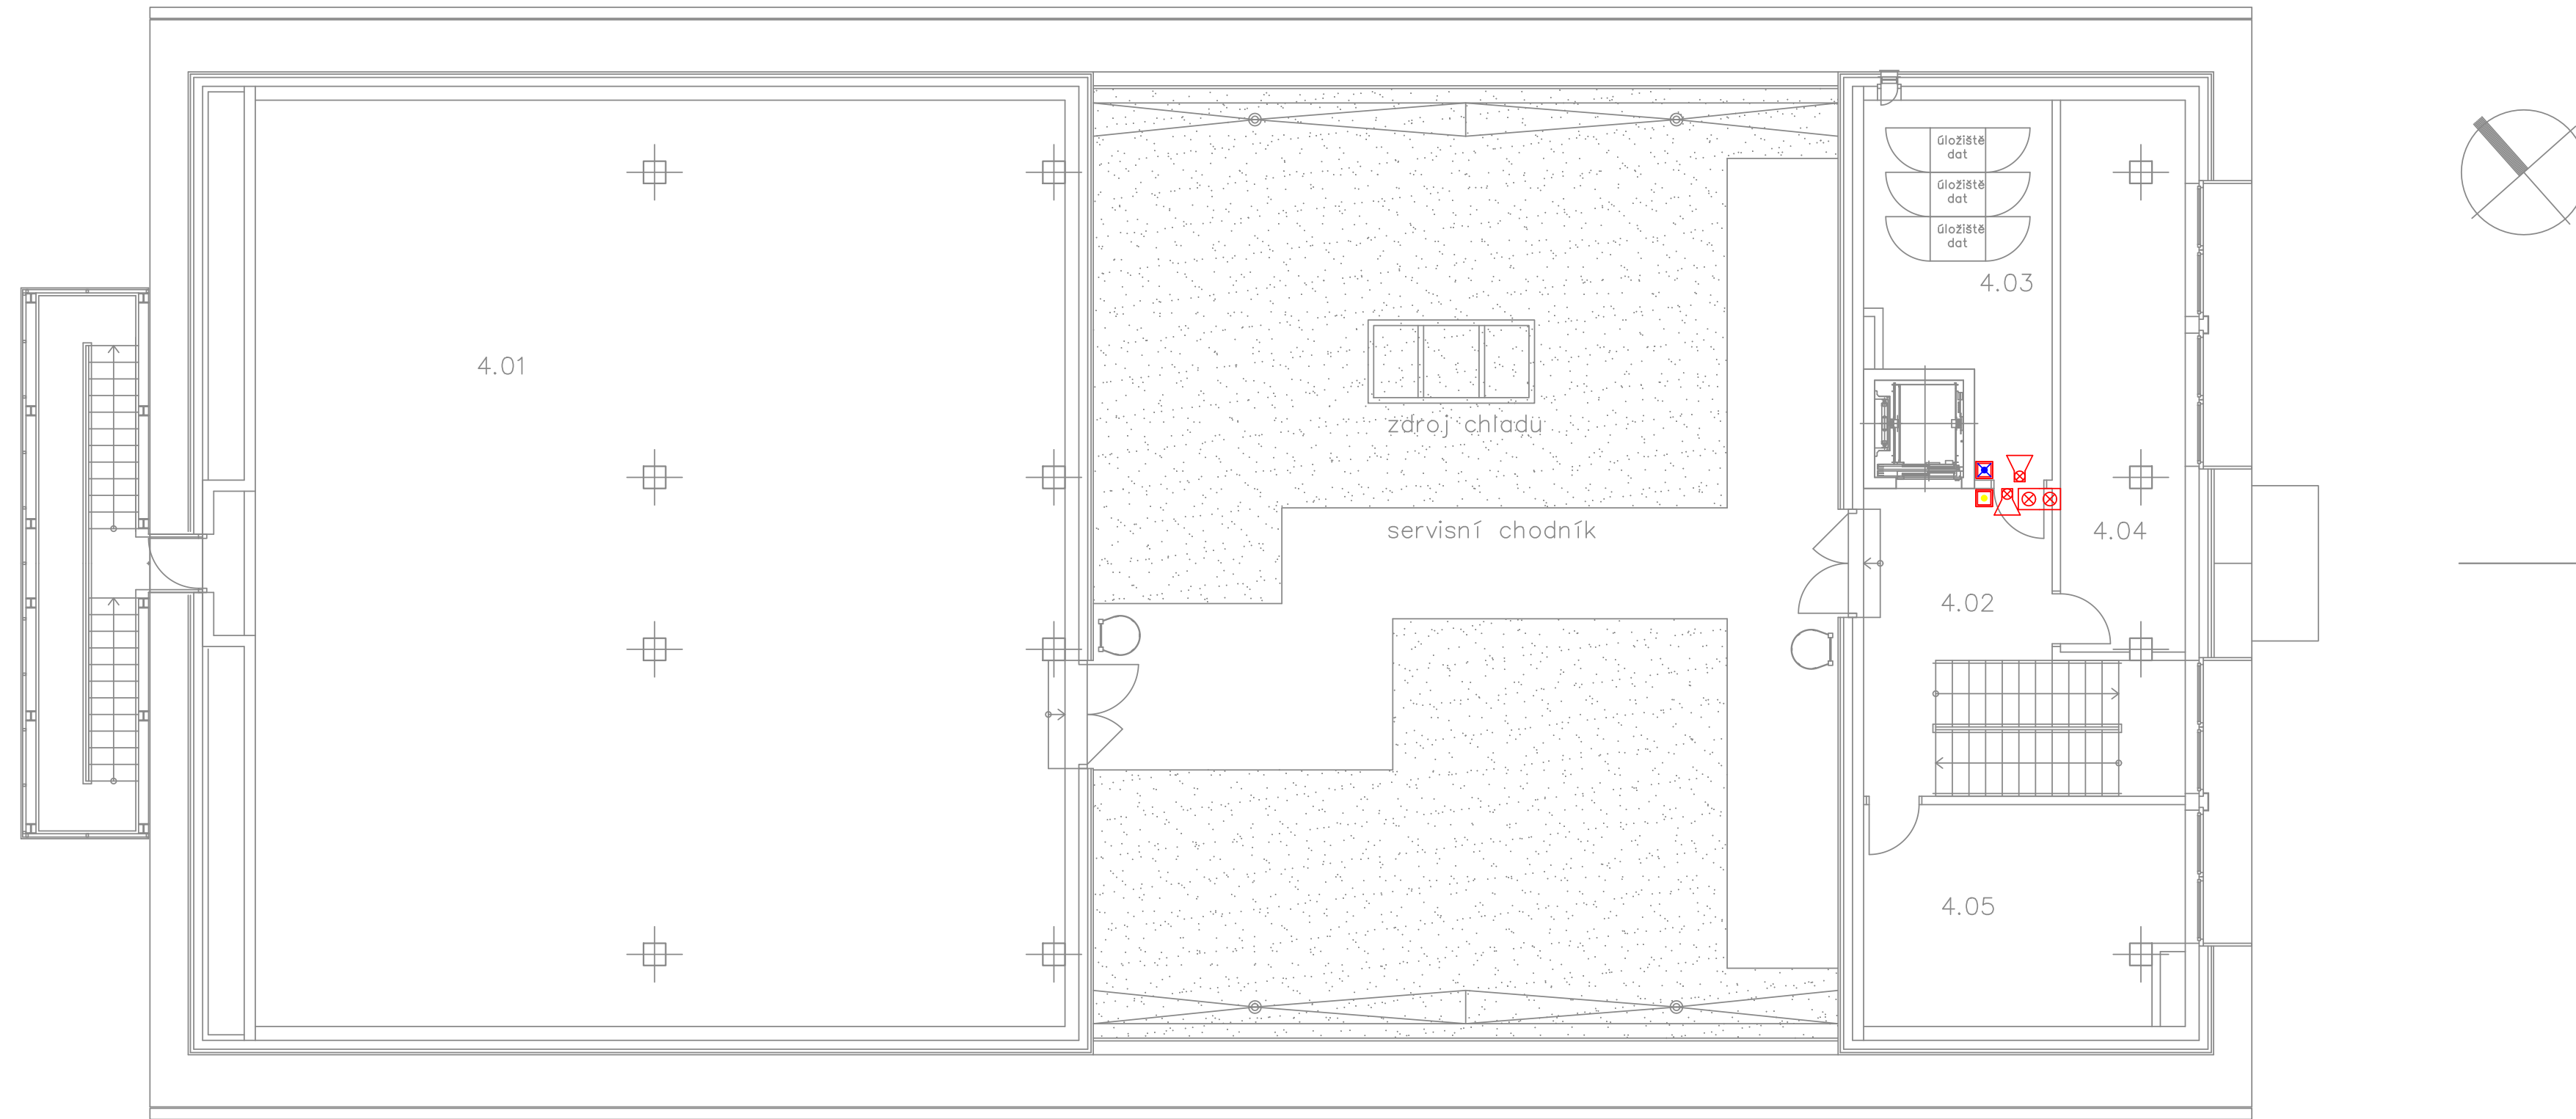 úložiště
dat
úložiště
dat
úložiště
dat
4.03
4.01
zdroj chladu
servisní chodník
4.04
4.02
4.05